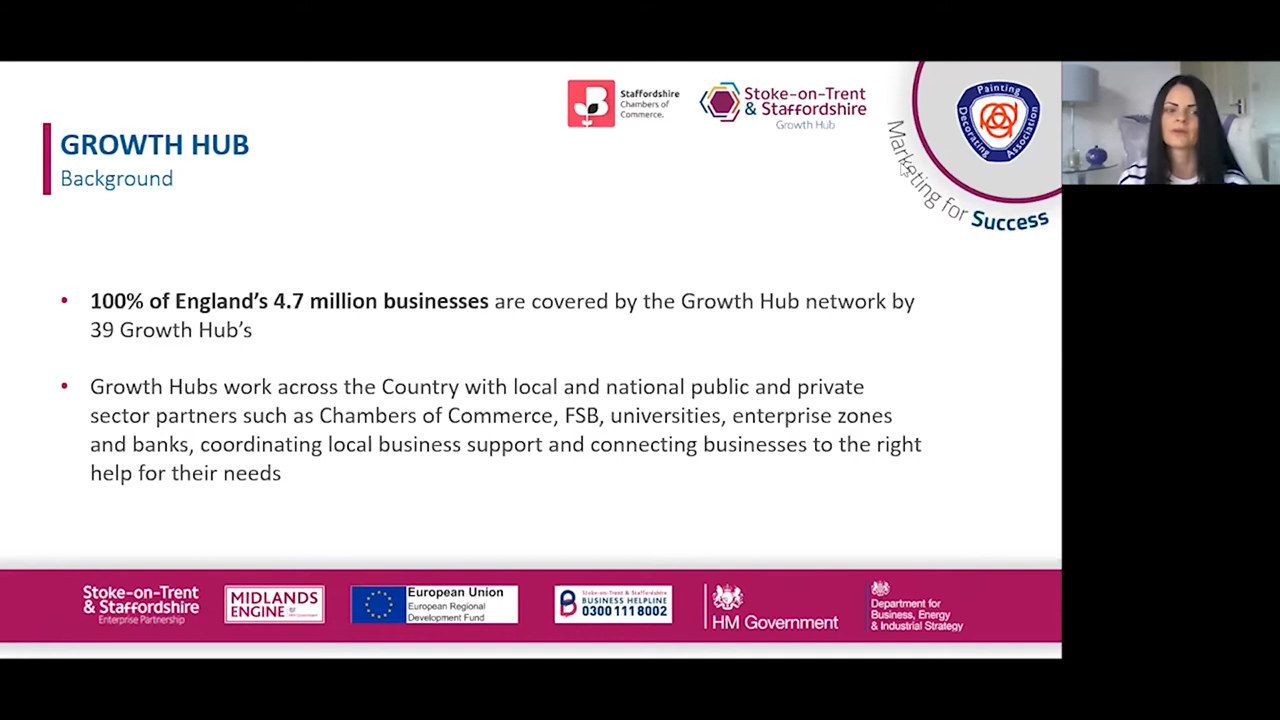 GROWTH HUB
Background
Staffordshire
Chambers of
Commerce.
Stoke-on-Trent
& Staffordshire
Growth Hub
Painting
Decorating
Association
Marketing for Success
• 100% of England's 4.7 million businesses are covered by the Growth Hub network by
39 Growth Hub's
• Growth Hubs work across the Country with local and national public and private
sector partners such as Chambers of Commerce, FSB, universities, enterprise zones
and banks, coordinating local business support and connecting businesses to the right
help for their needs
Stoke-on-Trent
& Staffordshire
Enterprise Partnership
MIDLANDS
ENGINE
European Union
European Regional
Development Fund
Stoke-on-Trent & Staffordshire
BUSINESS HELPLINE
0300 111 8002
HM Government
Department for
Business, Energy
& Industrial Strategy